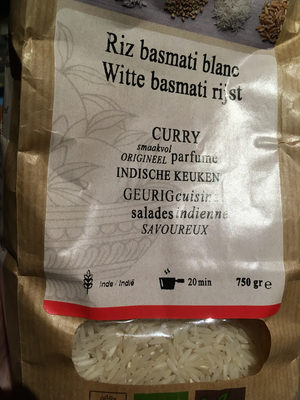 Riz basmati blanc
Witte basmati rijst
CURRY
smaakvol
ORIGINEEL parfumé
INDISCHE KEUKEN
GEURIG cuisine
salades indienne
SAVOUREUX
Inde / Indië
20 min
750 gr e